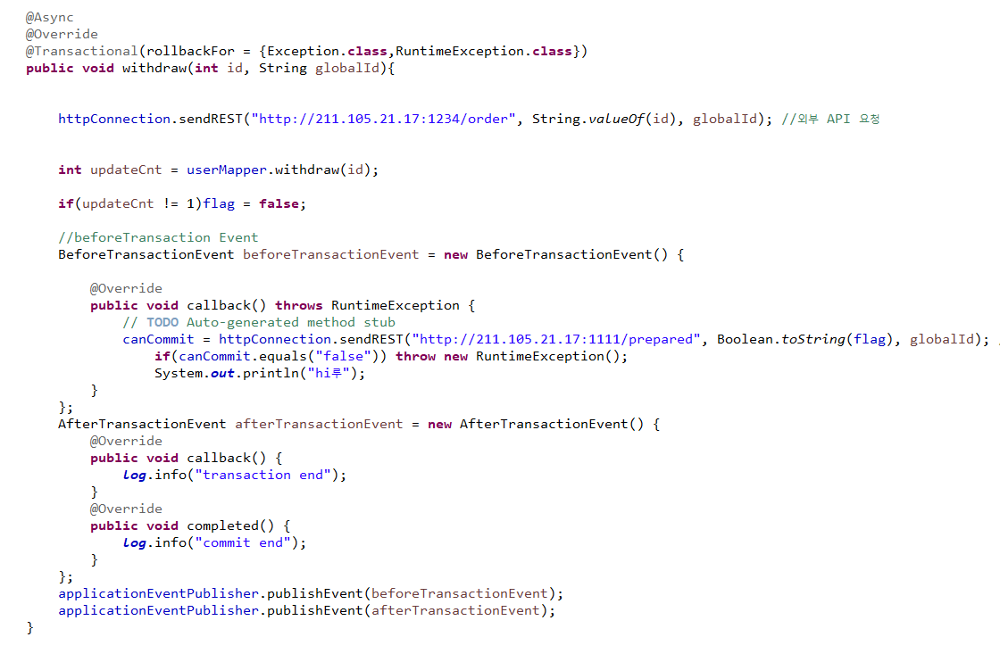 @Async
@Override
@Transactional(rollbackFor = {Exception.class,RuntimeException.class})
public void withdraw(int id, String globalId){
httpConnection.sendREST("http://211.105.21.17:1234/order", String.valueOf(id), globalId); //외부 API 요청
int updateCnt = userMapper.withdraw(id);
if(updateCnt != 1)flag = false;
//beforeTransaction Event
BeforeTransactionEvent beforeTransactionEvent = new BeforeTransactionEvent() {
@Override
public void callback() throws RuntimeException {
// TODO Auto-generated method stub
canCommit = httpConnection.sendREST("http://211.105.21.17:1111/prepared", Boolean.toString(flag), globalId);
if(canCommit.equals("false")) throw new RuntimeException();
System.out.println("hi루");
}
};
AfterTransactionEvent afterTransactionEvent = new AfterTransactionEvent() {
@Override
public void callback() {
log.info("transaction end");
}
@Override
public void completed() {
log.info("commit end");
}
};
applicationEventPublisher.publishEvent(beforeTransactionEvent);
applicationEventPublisher.publishEvent(afterTransactionEvent);
}